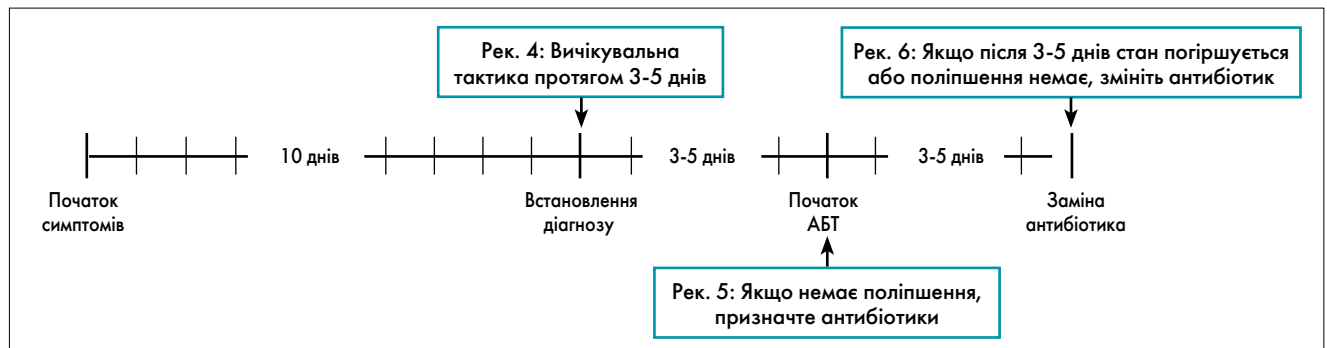 Рек. 4: Вичікувальна
тактика протягом 3-5 днів
Рек. 6: Якщо після 3-5 днів стан погіршується
або поліпшення немає, змініть антибіотик
10 днів
3-5 днів
3-5 днів
Початок
симптомів
Встановлення
діагнозу
Початок
АБТ
Заміна
антибіотика
Рек. 5: Якщо немає поліпшення,
призначте антибіотики